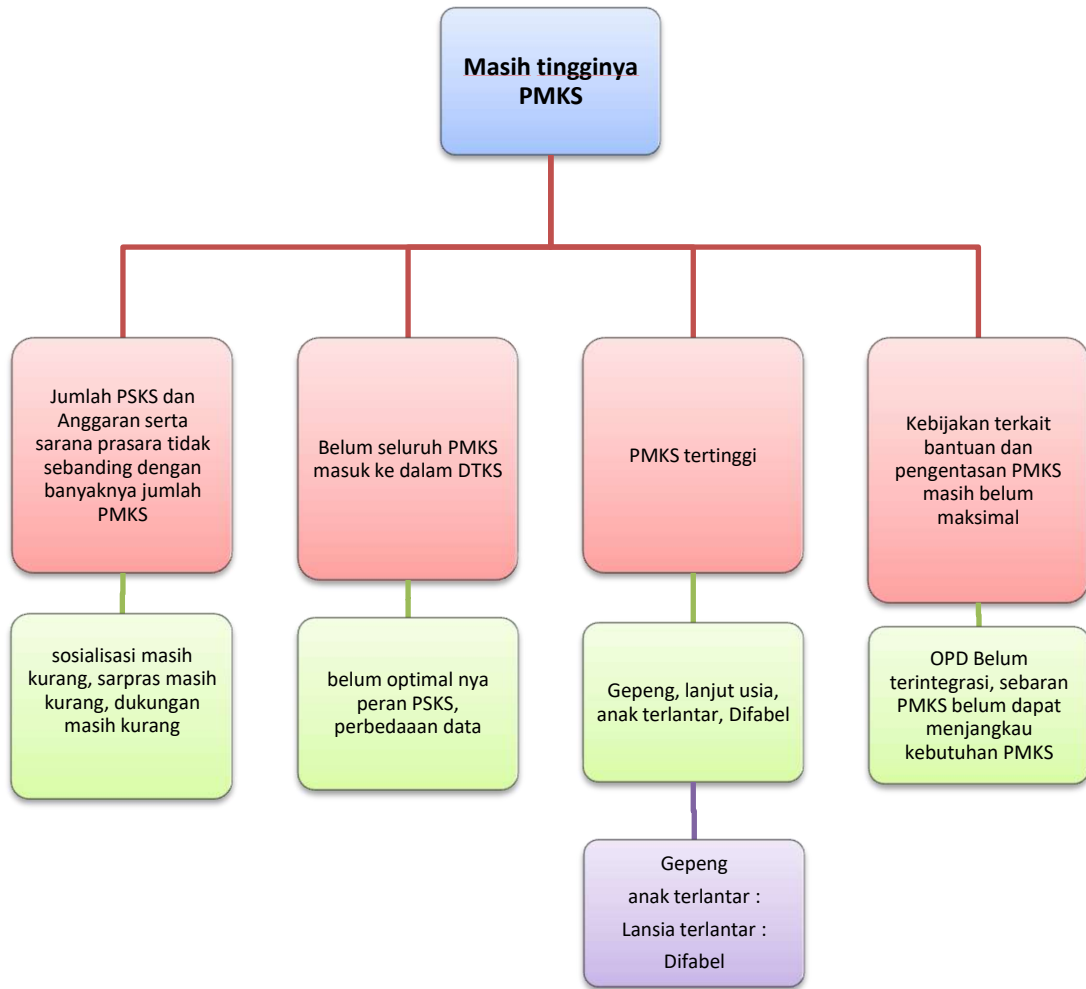 Masih tingginya
PMKS
Jumlah PSKS dan
Anggaran serta
sarana prasara tidak
sebanding dengan
banyaknya jumlah
PMKS
Belum seluruh PMKS
masuk ke dalam DTKS
PMKS tertinggi
Kebijakan terkait
bantuan dan
pengentasan PMKS
masih belum
maksimal
sosialisasi masih
kurang, sarpras masih
kurang, dukungan
masih kurang
belum optimal nya
peran PSKS,
perbedaaan data
Gepeng, lanjut usia,
anak terlantar, Difabel
OPD Belum
terintegrasi, sebaran
PMKS belum dapat
menjangkau
kebutuhan PMKS
Gepeng
anak terlantar :
Lansia terlantar :
Difabel